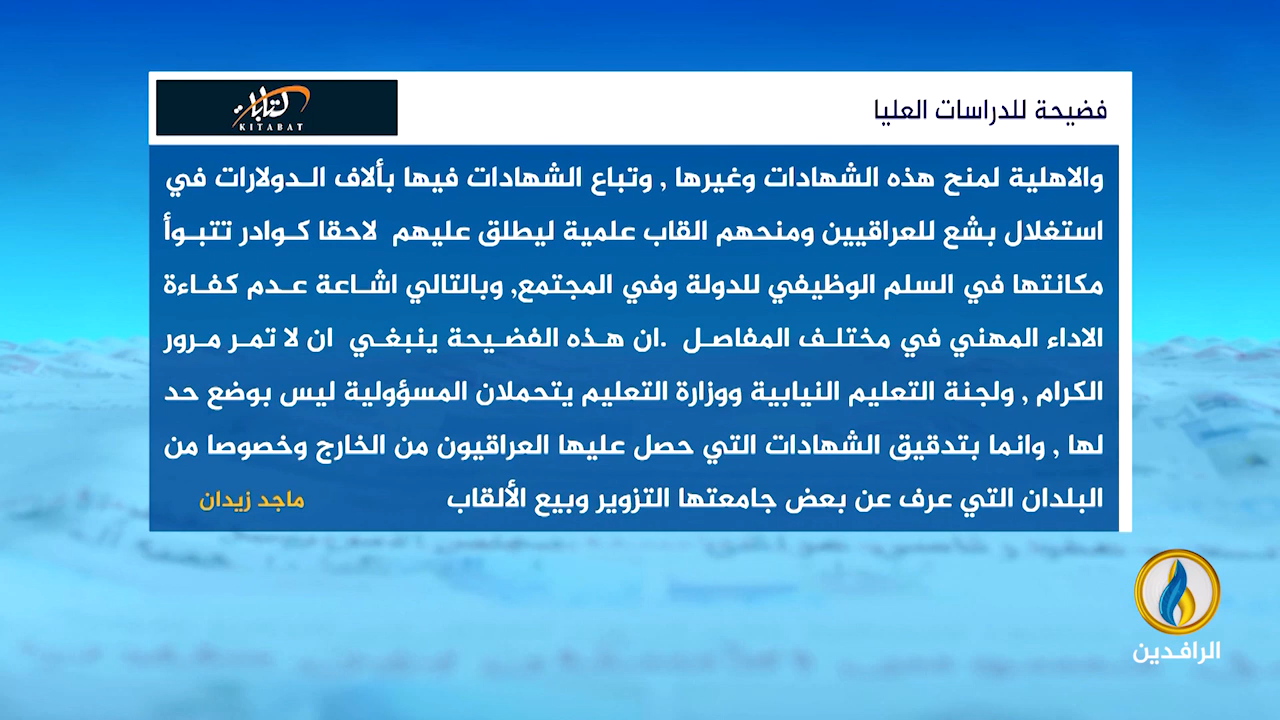 فضيحة للدراسات العليا
كتابات
KITABAT
والاهلية لمنح هذه الشهادات وغيرها , وتباع الشهادات فيها بألاف الـدولارات في
استغلال بشع للعراقيين ومنحهم القاب علمية ليطلق عليهم لاحقا كـوادر تتبـوأ
مكانتها في السلم الوظيفي للدولة وفي المجتمع, وبالتالي اشـاعة عـدم كفـاءة
الاداء المهني في مختلـف المفاصـل .ان هـذه الفضـيحة ينبغـي ان لا تمـر مـرور
الكرام , ولجنة التعليم النيابية ووزارة التعليم يتحملان المسؤولية ليس بوضع حد
لها , وانما بتدقيق الشهادات التي حصل عليها العراقيون من الخارج وخصوصا من
البلدان التي عرف عن بعض جامعتها التزوير وبيع الألقاب
ماجد زيدان
الرافـدين